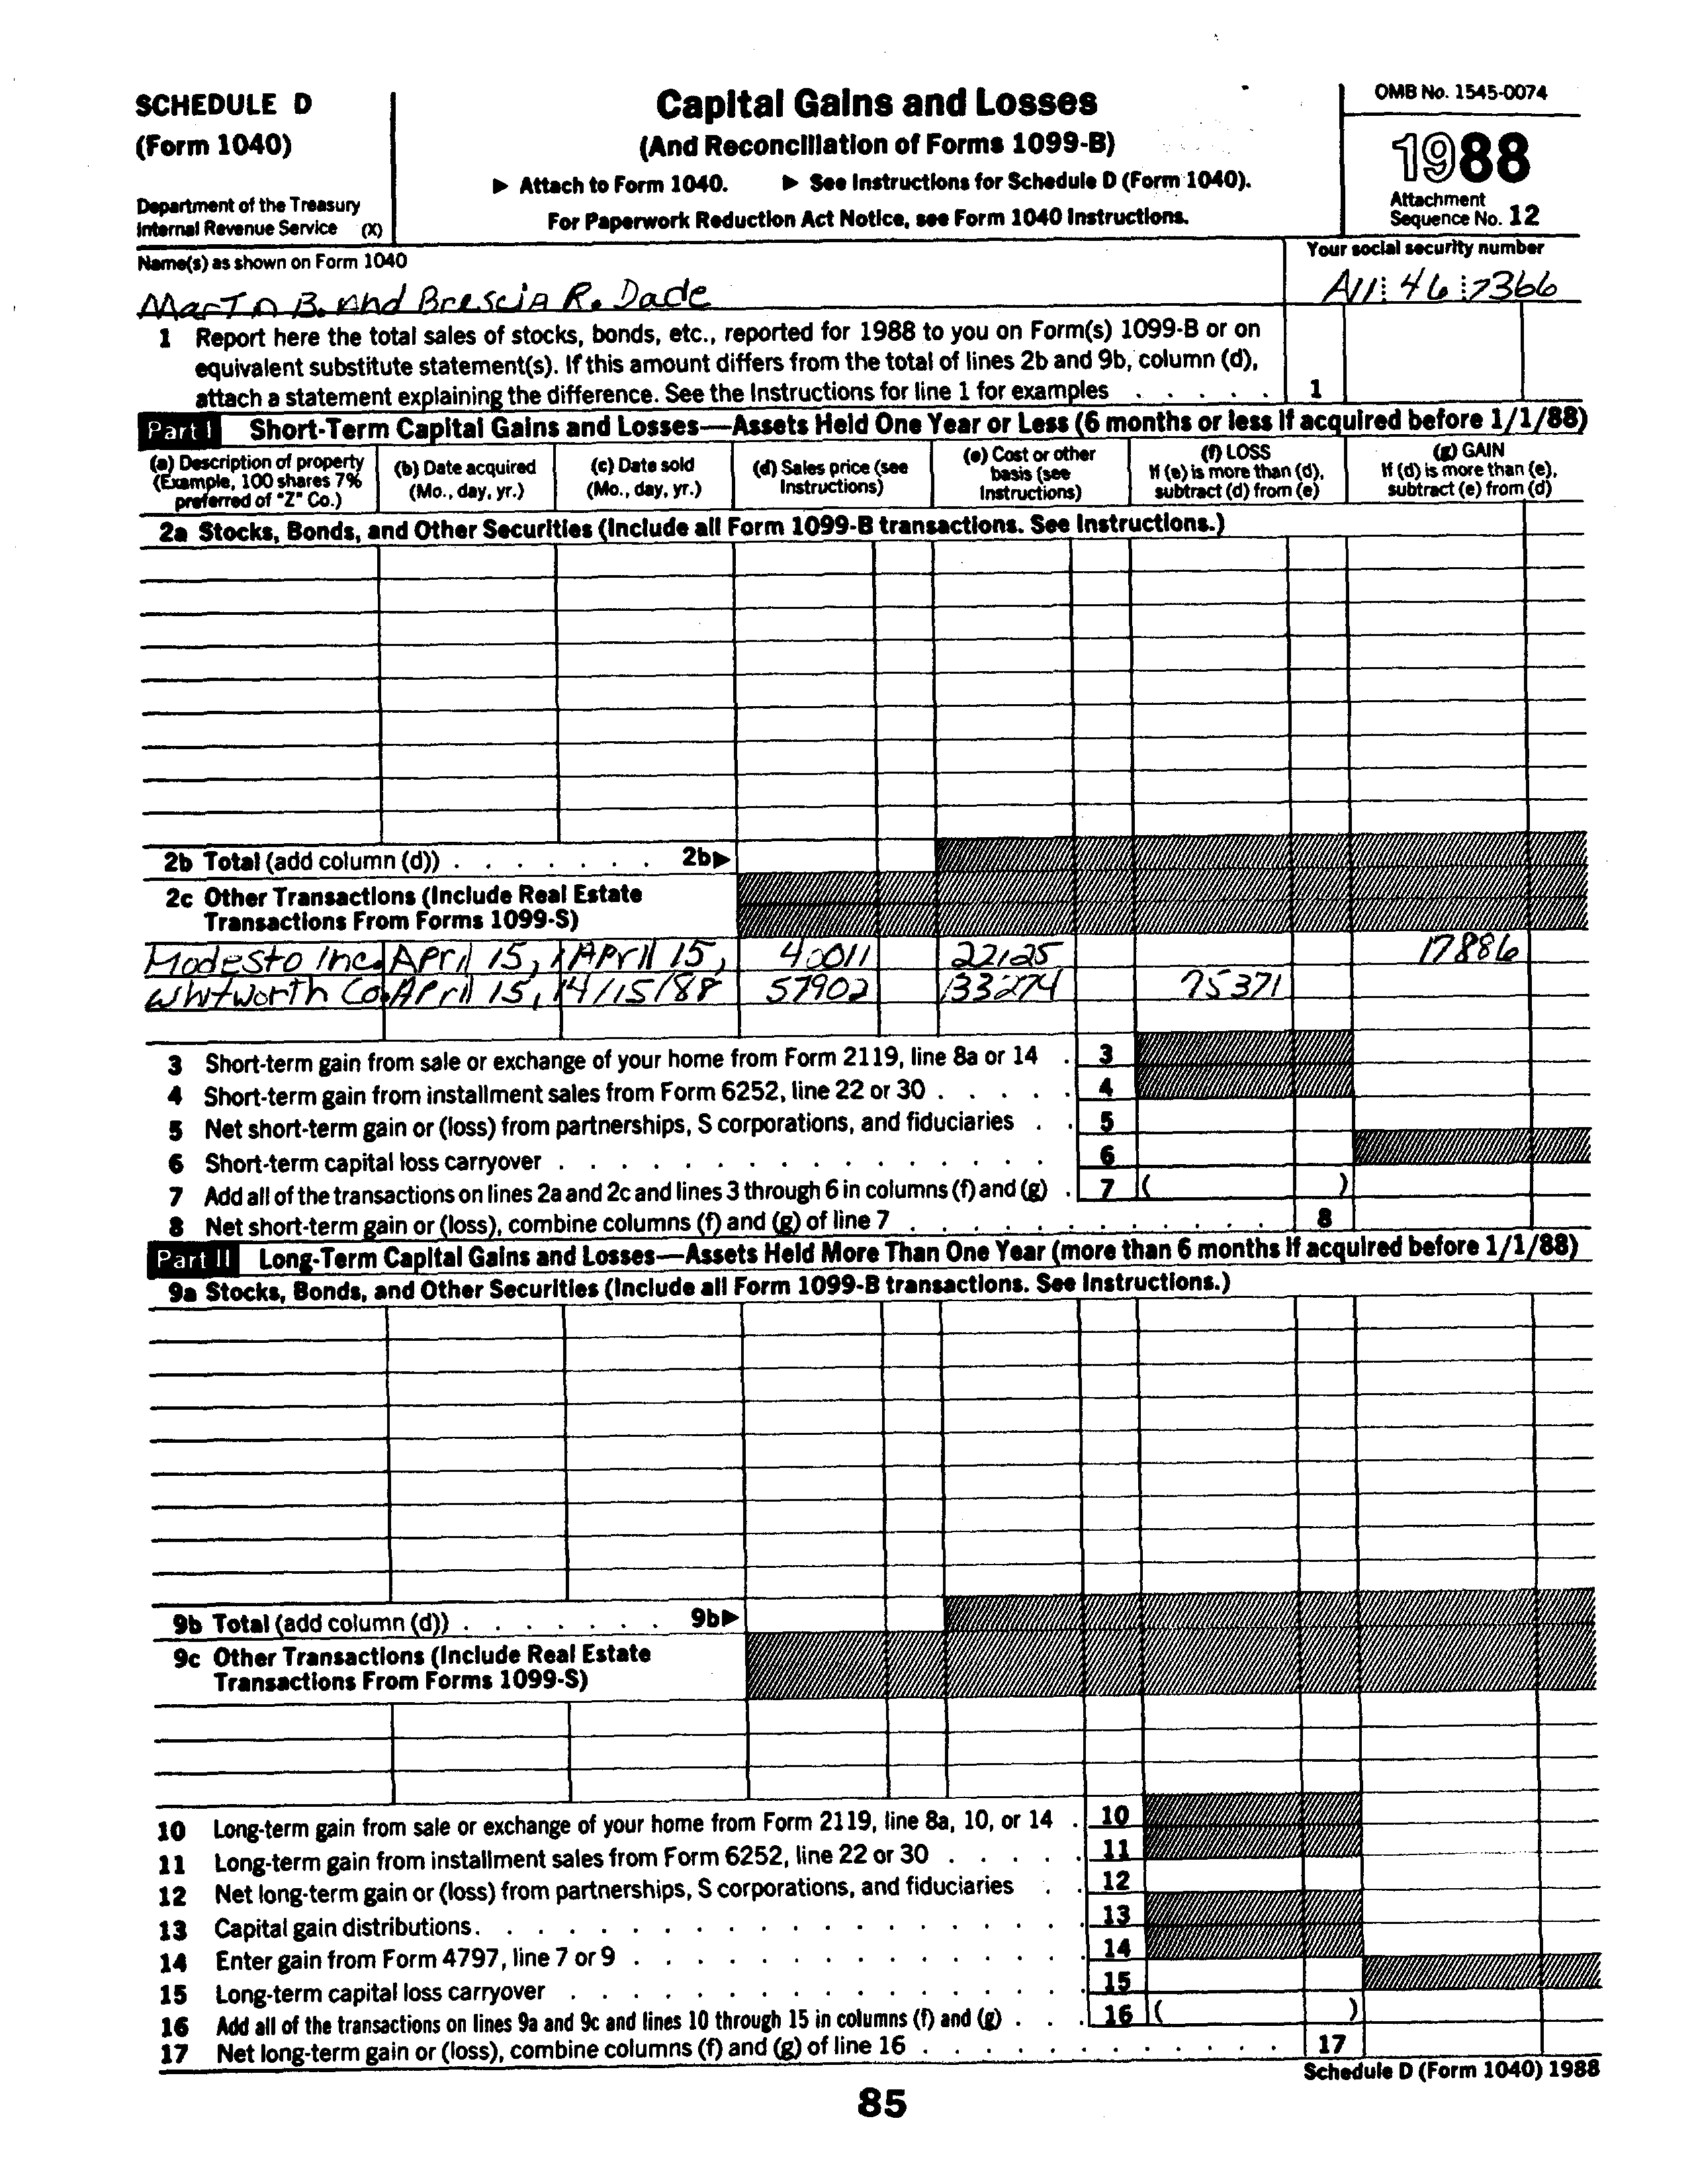 SCHEDULE D
(Form 1040)
Department of the Treasury
Internal Revenue Service (X)
Capital Gains and Losses
(And Reconciliation of Forms 1099-B)
▶ Attach to Form 1040. ▶ See Instructions for Schedule D (Form 1040).
For Paperwork Reduction Act Notice, see Form 1040 Instructions.
OMB No. 1545-0074
1988
Attachment
Sequence No. 12
Name(s) as shown on Form 1040
Your social security number
B. And Brescia R. Dade
46 7366
1 Report here the total sales of stocks, bonds, etc., reported for 1988 to you on Form(s) 1099-B or on
equivalent substitute statement(s). If this amount differs from the total of lines 2b and 9b, column (d),
attach a statement explaining the difference. See the Instructions for line 1 for examples . . . . . 1
Part I Short-Term Capital Gains and Losses—Assets Held One Year or Less (6 months or less if acquired before 1/1/88)
(a) Description of property
(Example, 100 shares 7%
preferred of "Z" Co.)
(b) Date acquired
(Mo., day, yr.)
(c) Date sold
(Mo., day, yr.)
(d) Sales price (see
Instructions)
(e) Cost or other
basis (see
Instructions)
(f) LOSS
If (e) is more than (d),
subtract (d) from (e)
(g) GAIN
If (d) is more than (e),
subtract (e) from (d)
2a Stocks, Bonds, and Other Securities (Include all Form 1099-B transactions. See Instructions.)
2b Total (add column (d)) . . . . . . . 2b▶
2c Other Transactions (Include Real Estate
Transactions From Forms 1099-S)
Modesto Inc. April 15, April 15, 40011 22125 17886
Whitworth Co. April 15, 4/15/88 57902 133274 75371
3 Short-term gain from sale or exchange of your home from Form 2119, line 8a or 14 . 3
4 Short-term gain from installment sales from Form 6252, line 22 or 30 . . . . . 4
5 Net short-term gain or (loss) from partnerships, S corporations, and fiduciaries . . 5
6 Short-term capital loss carryover . . . . . . . . . . . . . . . 6
7 Add all of the transactions on lines 2a and 2c and lines 3 through 6 in columns (f) and (g) . 7 ( )
8 Net short-term gain or (loss), combine columns (f) and (g) of line 7 . . . . . . . . . . . 8
Part II Long-Term Capital Gains and Losses—Assets Held More Than One Year (more than 6 months if acquired before 1/1/88)
9a Stocks, Bonds, and Other Securities (Include all Form 1099-B transactions. See Instructions.)
9b Total (add column (d)) . . . . . . . 9b▶
9c Other Transactions (Include Real Estate
Transactions From Forms 1099-S)
10 Long-term gain from sale or exchange of your home from Form 2119, line 8a, 10, or 14 . 10
11 Long-term gain from installment sales from Form 6252, line 22 or 30 . . . . . 11
12 Net long-term gain or (loss) from partnerships, S corporations, and fiduciaries . . 12
13 Capital gain distributions . . . . . . . . . . . . . . . . . 13
14 Enter gain from Form 4797, line 7 or 9 . . . . . . . . . . . . . 14
15 Long-term capital loss carryover . . . . . . . . . . . . . . . 15
16 Add all of the transactions on lines 9a and 9c and lines 10 through 15 in columns (f) and (g) . . . 16 ( )
17 Net long-term gain or (loss), combine columns (f) and (g) of line 16 . . . . . . . . . . . 17
Schedule D (Form 1040) 1988
85